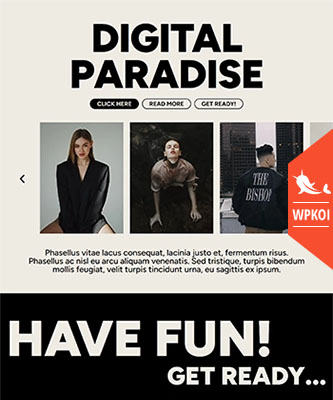 DIGITAL
PARADISE
CLICK HERE READ MORE GET READY!
THE
BISHOP
WPKOI
Phasellus vitae lacus consequat, lacinia justo et, fermentum risus.
Phasellus ac nisl eu arcu aliquam venenatis. Sed tristique, turpis bibendum
mollis feugiat, velit turpis tincidunt urna, eu sagittis ex ipsum.
HAVE FUN!
GET READY...